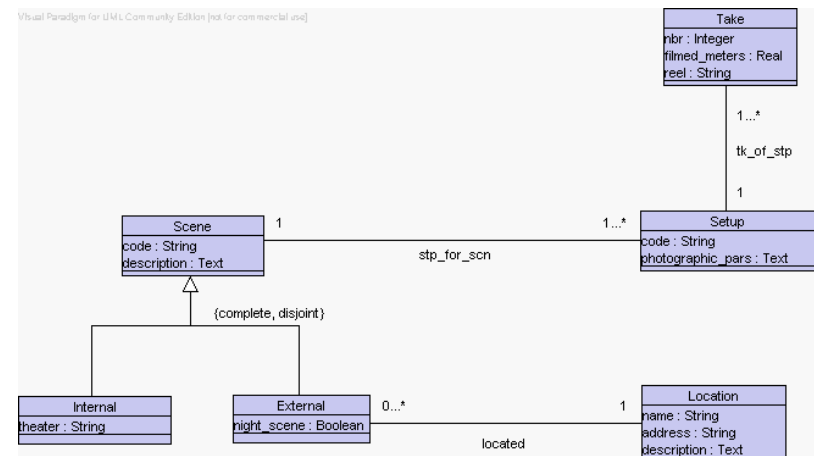 Visual Paradigm for UML Community Edition [not for commercial use]
Take
nbr : Integer
filmed_meters : Real
reel : String
1...*
tk_of_stp
1
Scene
code : String
description : Text
1
1...*
stp_for_scn
Setup
code : String
photographic_pars : Text
{complete, disjoint}
Internal
theater : String
External
night_scene : Boolean
0...*
1
located
Location
name : String
address : String
description : Text